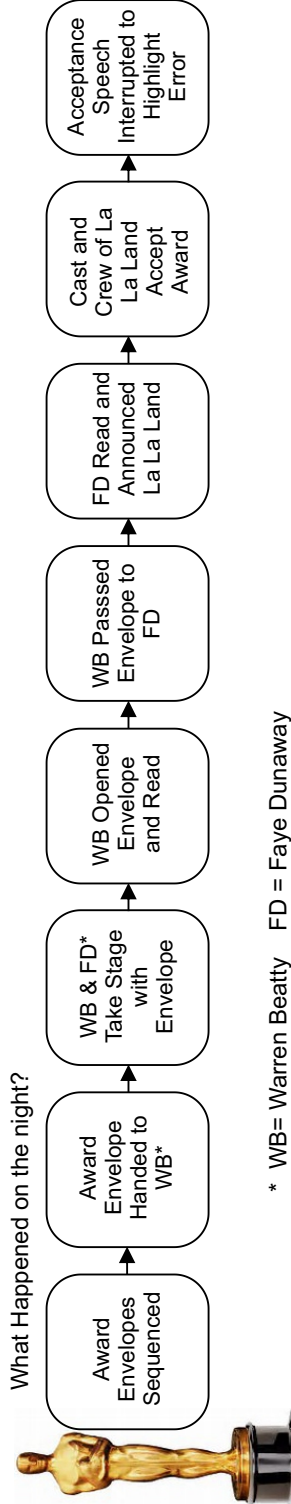 What Happened on the night?
Award
Envelopes
Sequenced
Award
Envelope
Handed to
WB*
WB & FD*
Take Stage
with
Envelope
WB Opened
Envelope
and Read
WB Passsed
Envelope to
FD
FD Read and
Announced
La La Land
Cast and
Crew of La
La Land
Accept
Award
Acceptance
Speech
Interrupted to
Highlight
Error
* WB= Warren Beatty FD = Faye Dunaway